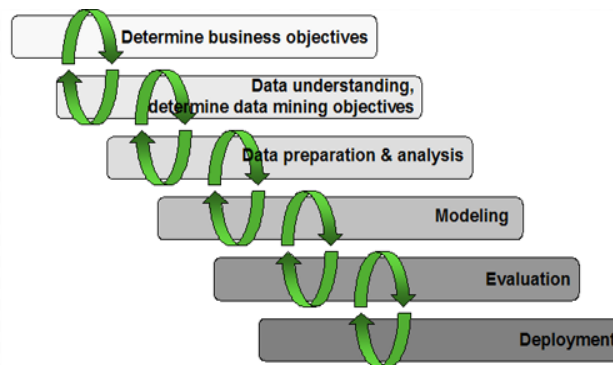 Determine business objectives
Data understanding,
determine data mining objectives
Data preparation & analysis
Modeling
Evaluation
Deployment